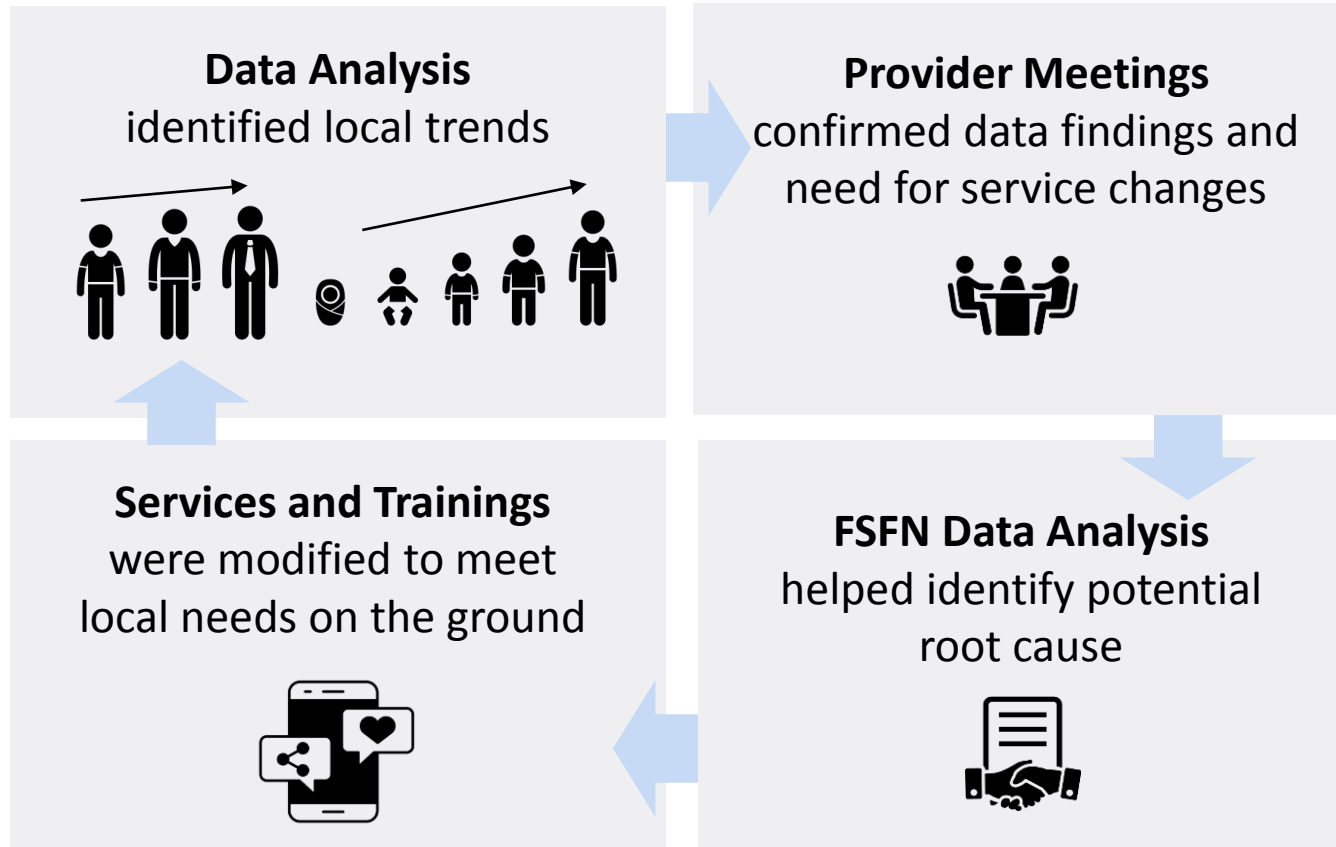 Data Analysis
identified local trends
Provider Meetings
confirmed data findings and
need for service changes
Services and Trainings
were modified to meet
local needs on the ground
FSFN Data Analysis
helped identify potential
root cause